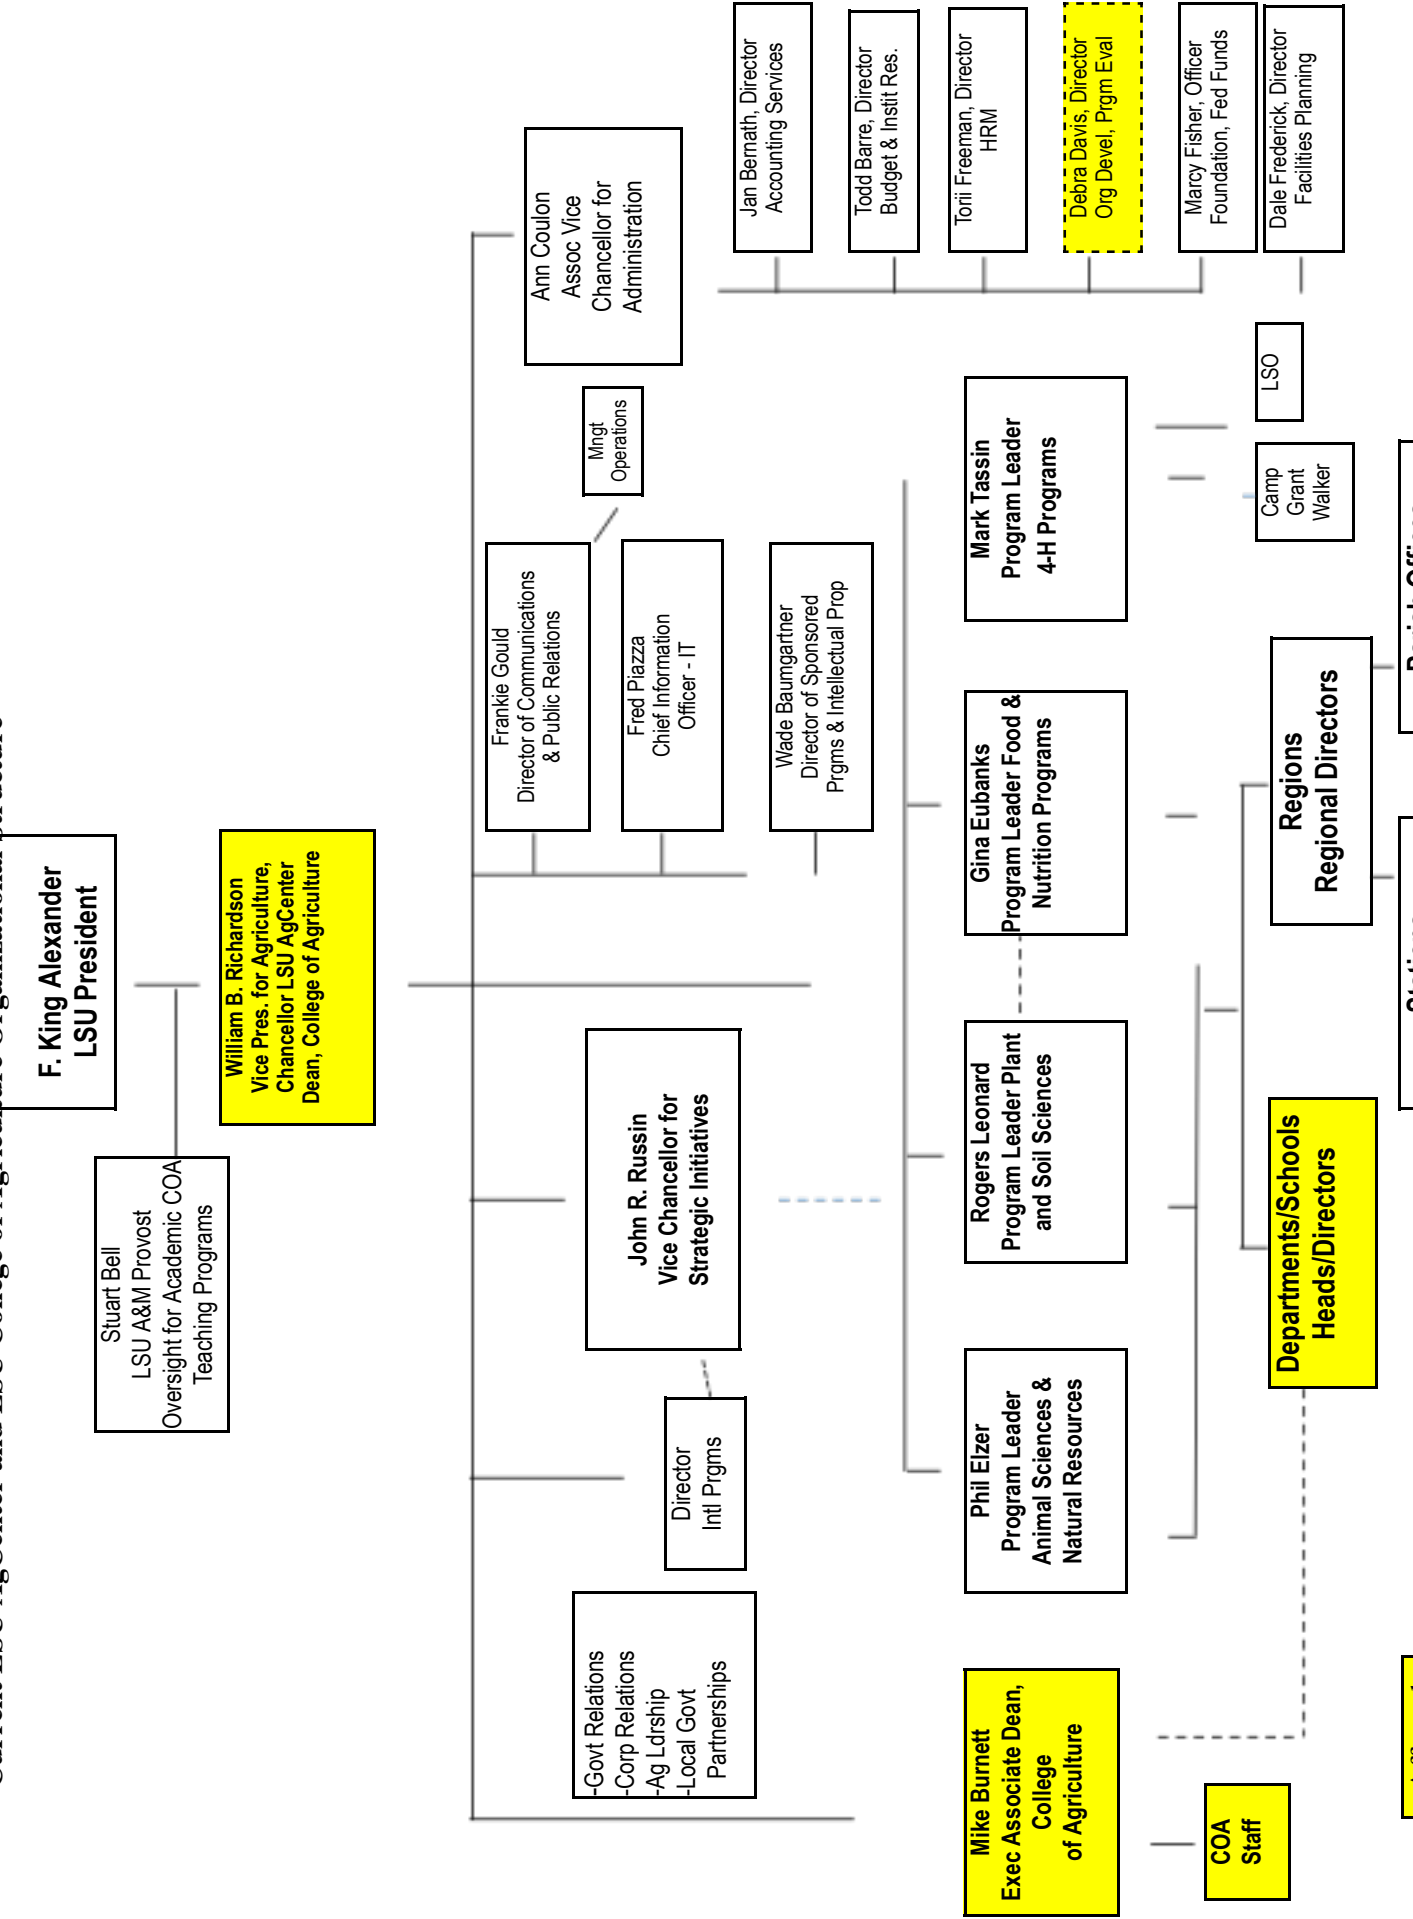 F. King Alexander
LSU President
Stuart Bell
LSU A&M Provost
Oversight for Academic COA
Teaching Programs
William B. Richardson
Vice Pres. for Agriculture,
Chancellor LSU AgCenter
Dean, College of Agriculture
Ann Coulon
Assoc Vice
Chancellor for
Administration
Mngt
Operations
Frankie Gould
Director of Communications
& Public Relations
Fred Piazza
Chief Information
Officer - IT
Wade Baumgartner
Director of Sponsored
Prgms & Intellectual Prop
John R. Russin
Vice Chancellor for
Strategic Initiatives
Director
Intl Prgms
-Govt Relations
-Corp Relations
-Ag Ldrship
-Local Govt
Partnerships
Jan Bernath, Director
Accounting Services
Todd Barre, Director
Budget & Instit Res.
Torii Freeman, Director
HRM
Debra Davis, Director
Org Devel, Prgm Eval
Marcy Fisher, Officer
Foundation, Fed Funds
Dale Frederick, Director
Facilities Planning
Mike Burnett
Exec Associate Dean,
College
of Agriculture
Phil Elzer
Program Leader
Animal Sciences &
Natural Resources
Rogers Leonard
Program Leader Plant
and Soil Sciences
Gina Eubanks
Program Leader Food &
Nutrition Programs
Mark Tassin
Program Leader
4-H Programs
COA
Staff
Departments/Schools
Heads/Directors
Regions
Regional Directors
Camp
Grant
Walker
LSO